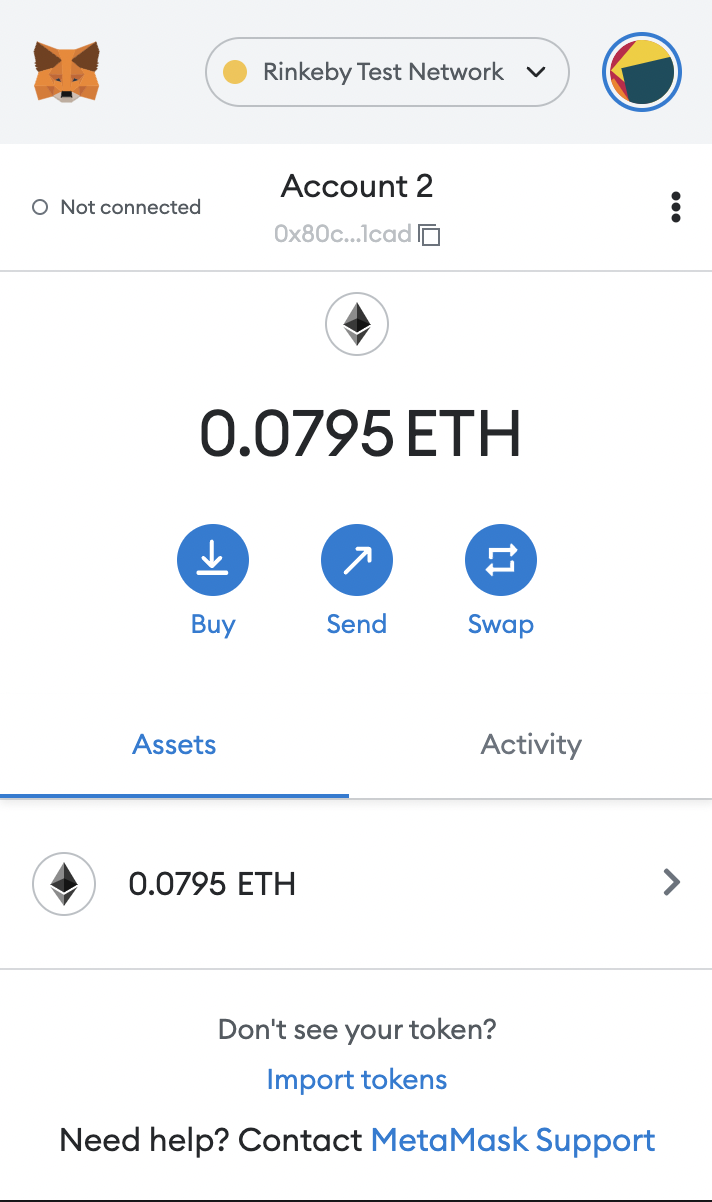 Rinkeby Test Network
Not connected
Account 2
0x80c...1cad
0.0795 ETH
Buy
Send
Swap
Assets
Activity
0.0795 ETH
Don't see your token?
Import tokens
Need help? Contact MetaMask Support